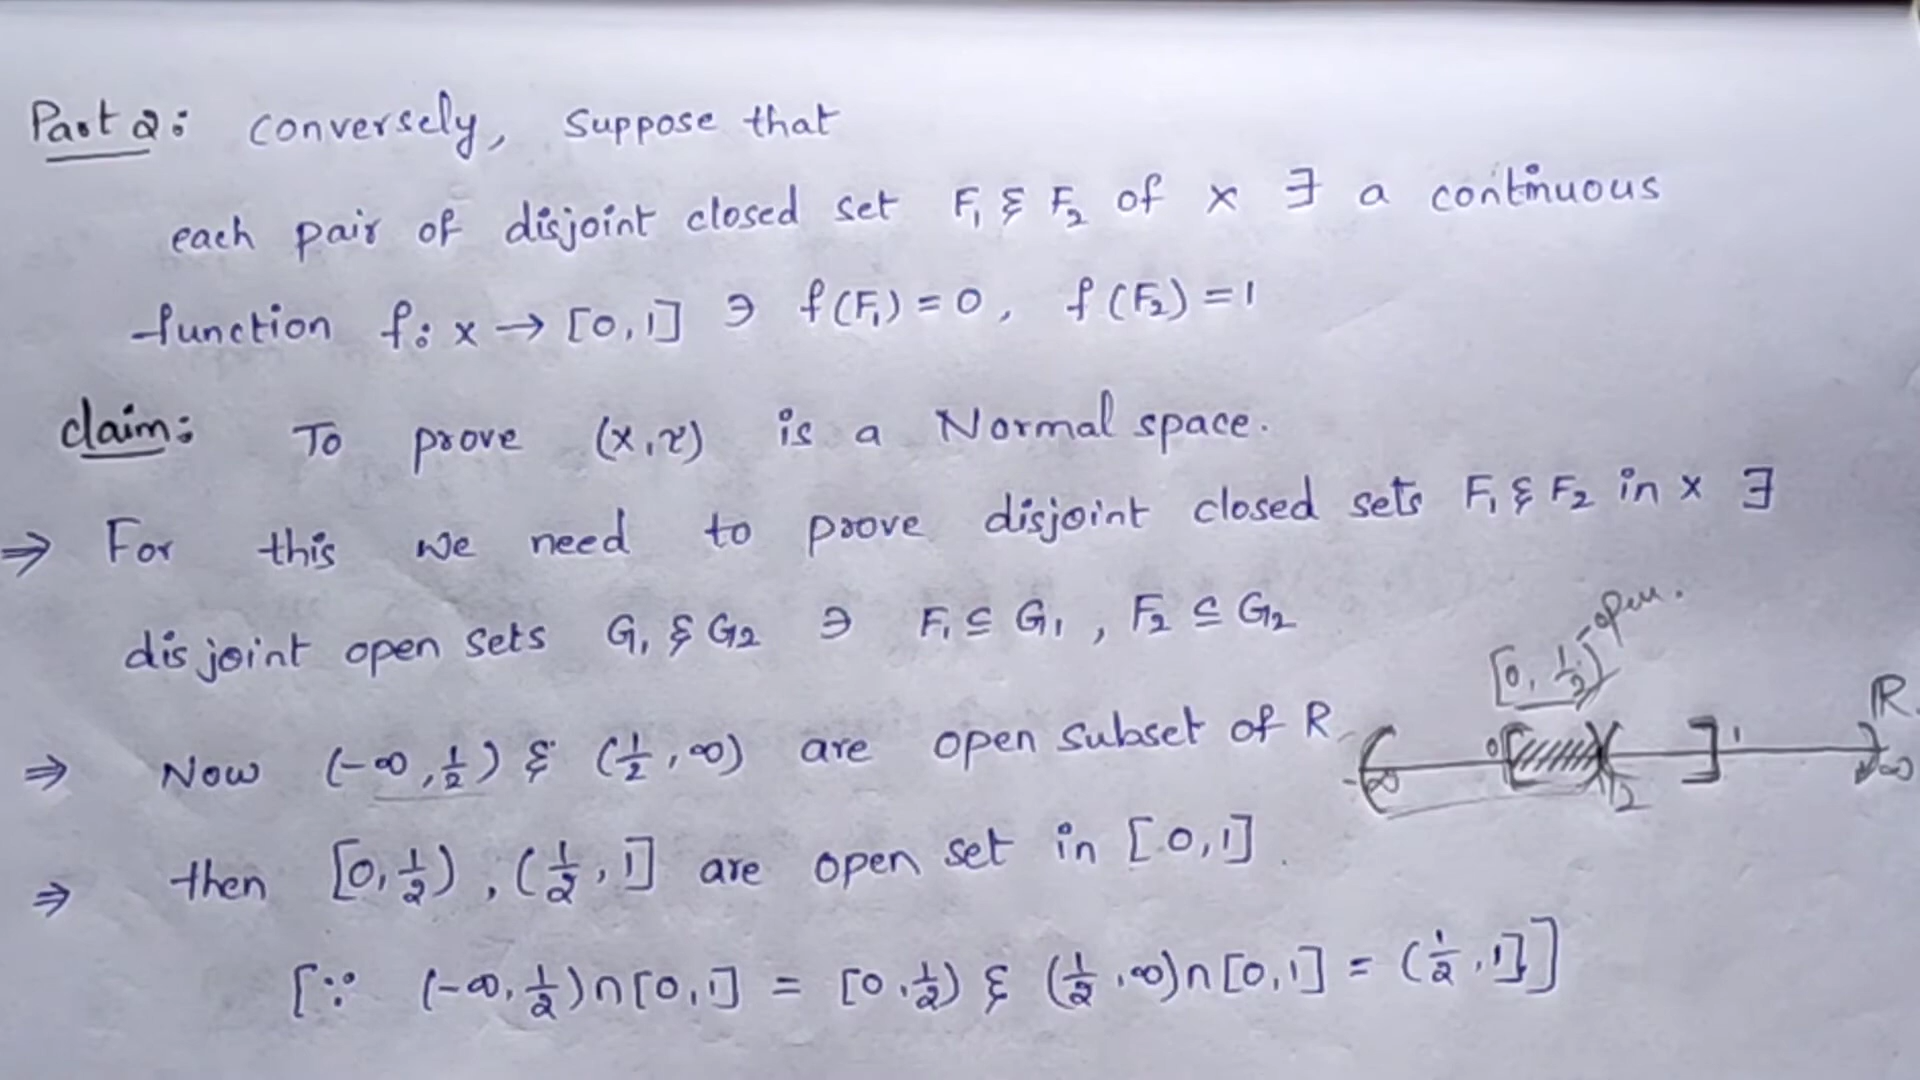 Part 2: conversely, suppose that
each pair of disjoint closed set F₁ & F₂ of x ∃ a continuous
function f: x → [0,1] ∋ f(F₁) = 0, f(F₂) = 1
claim: To prove (x,τ) is a Normal space.
⇒ For this we need to prove disjoint closed sets F₁ & F₂ in x ∃
disjoint open sets G₁ & G₂ ∋ F₁ ⊆ G₁, F₂ ⊆ G₂
[0, 1/2) - open.
⇒ Now (-∞, 1/2) & (1/2, ∞) are open subset of R
-∞ 0 1/2 1 ∞ ℝ.
⇒ then [0, 1/2), (1/2, 1] are open set in [0,1].
[∵ (-∞, 1/2) ∩ [0,1] = [0, 1/2) & (1/2, ∞) ∩ [0,1] = (1/2, 1]]